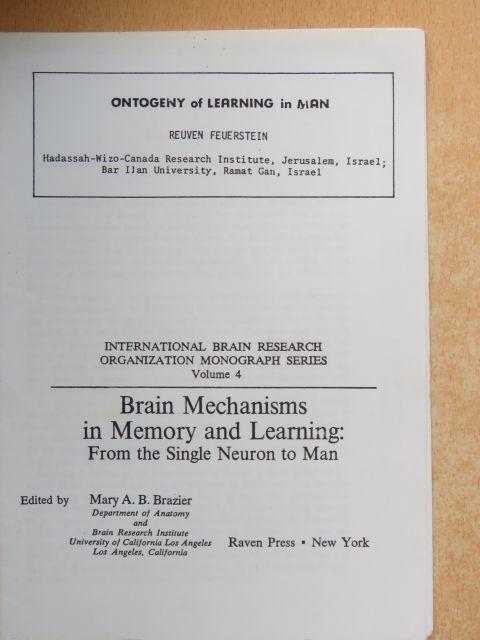 ONTOGENY of LEARNING in MAN
REUVEN FEUERSTEIN
Hadassah-Wizo-Canada Research Institute, Jerusalem, Israel;
Bar Ilan University, Ramat Gan, Israel
INTERNATIONAL BRAIN RESEARCH
ORGANIZATION MONOGRAPH SERIES
Volume 4
Brain Mechanisms
in Memory and Learning:
From the Single Neuron to Man
Edited by Mary A. B. Brazier
Department of Anatomy
and
Brain Research Institute
University of California Los Angeles
Los Angeles, California
Raven Press ▪ New York